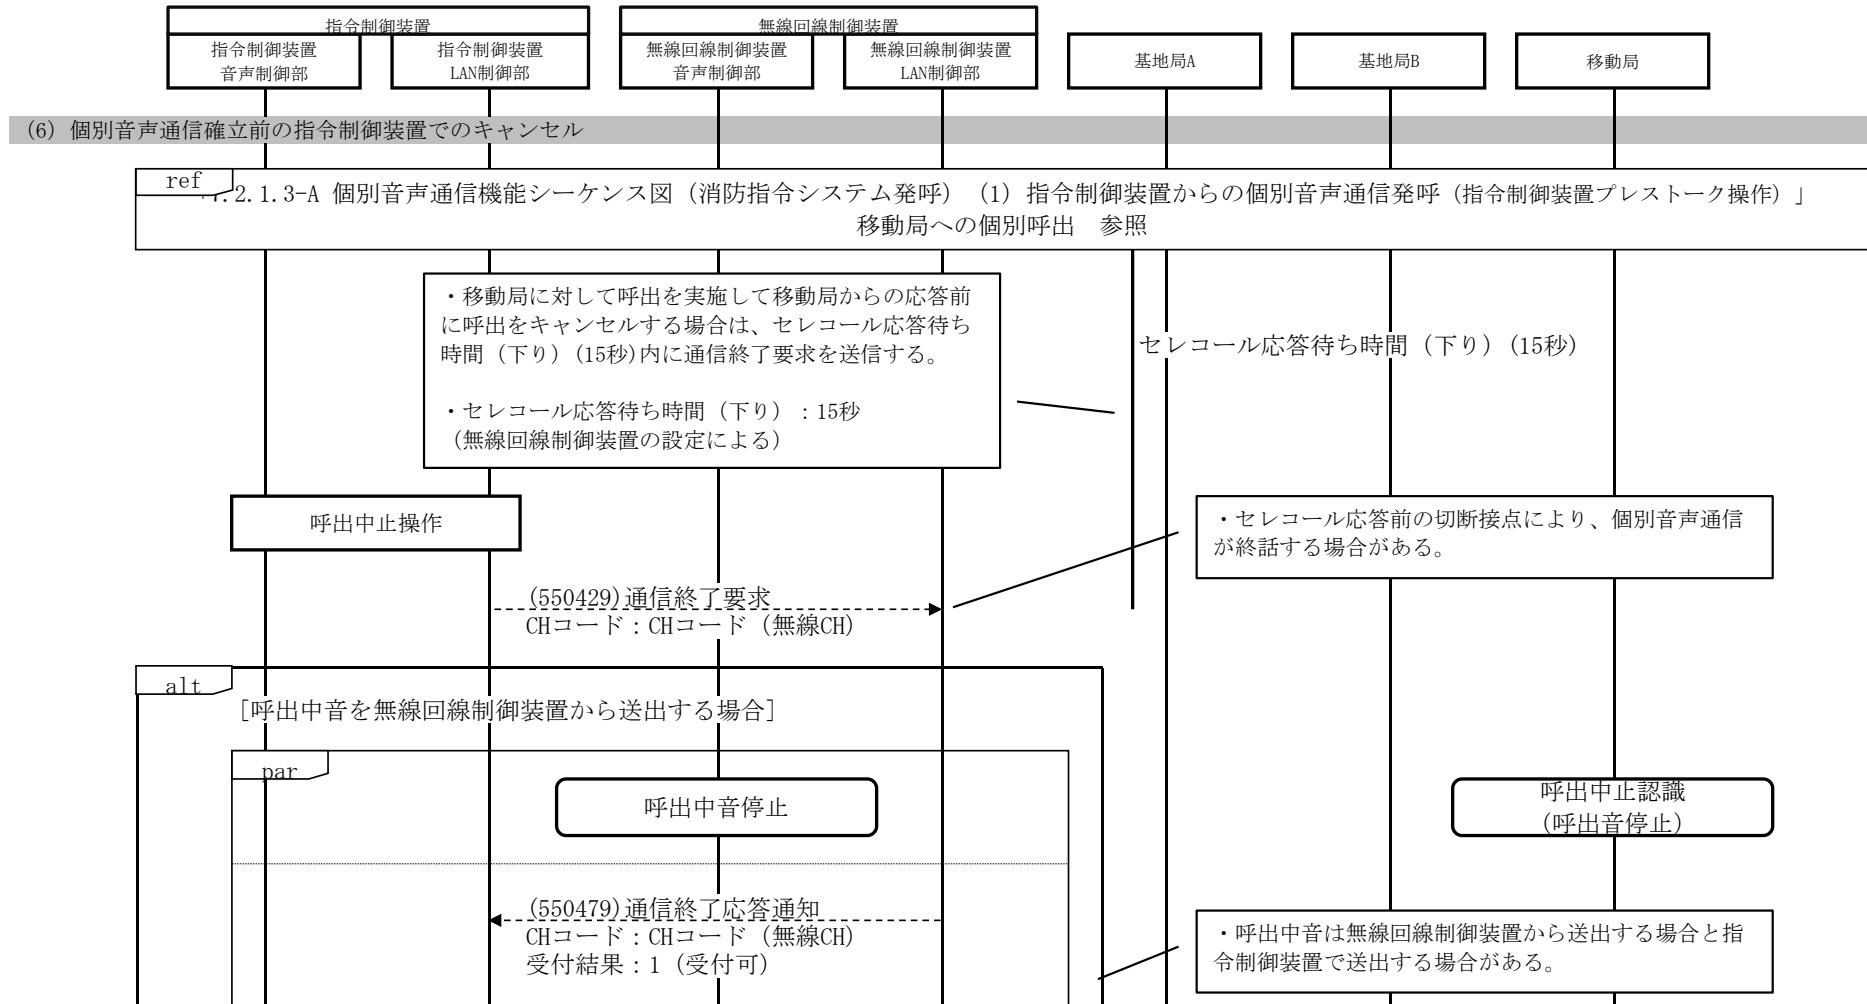 指令制御装置
無線回線制御装置
指令制御装置
音声制御部
指令制御装置
LAN制御部
無線回線制御装置
音声制御部
無線回線制御装置
LAN制御部
基地局A
基地局B
移動局
(6) 個別音声通信確立前の指令制御装置でのキャンセル
ref
.2.1.3-A 個別音声通信機能シーケンス図（消防指令システム発呼）（1）指令制御装置からの個別音声通信発呼（指令制御装置プレストーク操作）」
移動局への個別呼出　参照
・移動局に対して呼出を実施して移動局からの応答前
に呼出をキャンセルする場合は、セレコール応答待ち
時間（下り）(15秒)内に通信終了要求を送信する。
・セレコール応答待ち時間（下り）：15秒
（無線回線制御装置の設定による）
セレコール応答待ち時間（下り）(15秒)
呼出中止操作
・セレコール応答前の切断接点により、個別音声通信
が終話する場合がある。
(550429)通信終了要求
CHコード：CHコード（無線CH）
alt
[呼出中音を無線回線制御装置から送出する場合]
par
呼出中音停止
呼出中止認識
（呼出音停止）
(550479)通信終了応答通知
CHコード：CHコード（無線CH）
受付結果：1（受付可）
・呼出中音は無線回線制御装置から送出する場合と指
令制御装置で送出する場合がある。